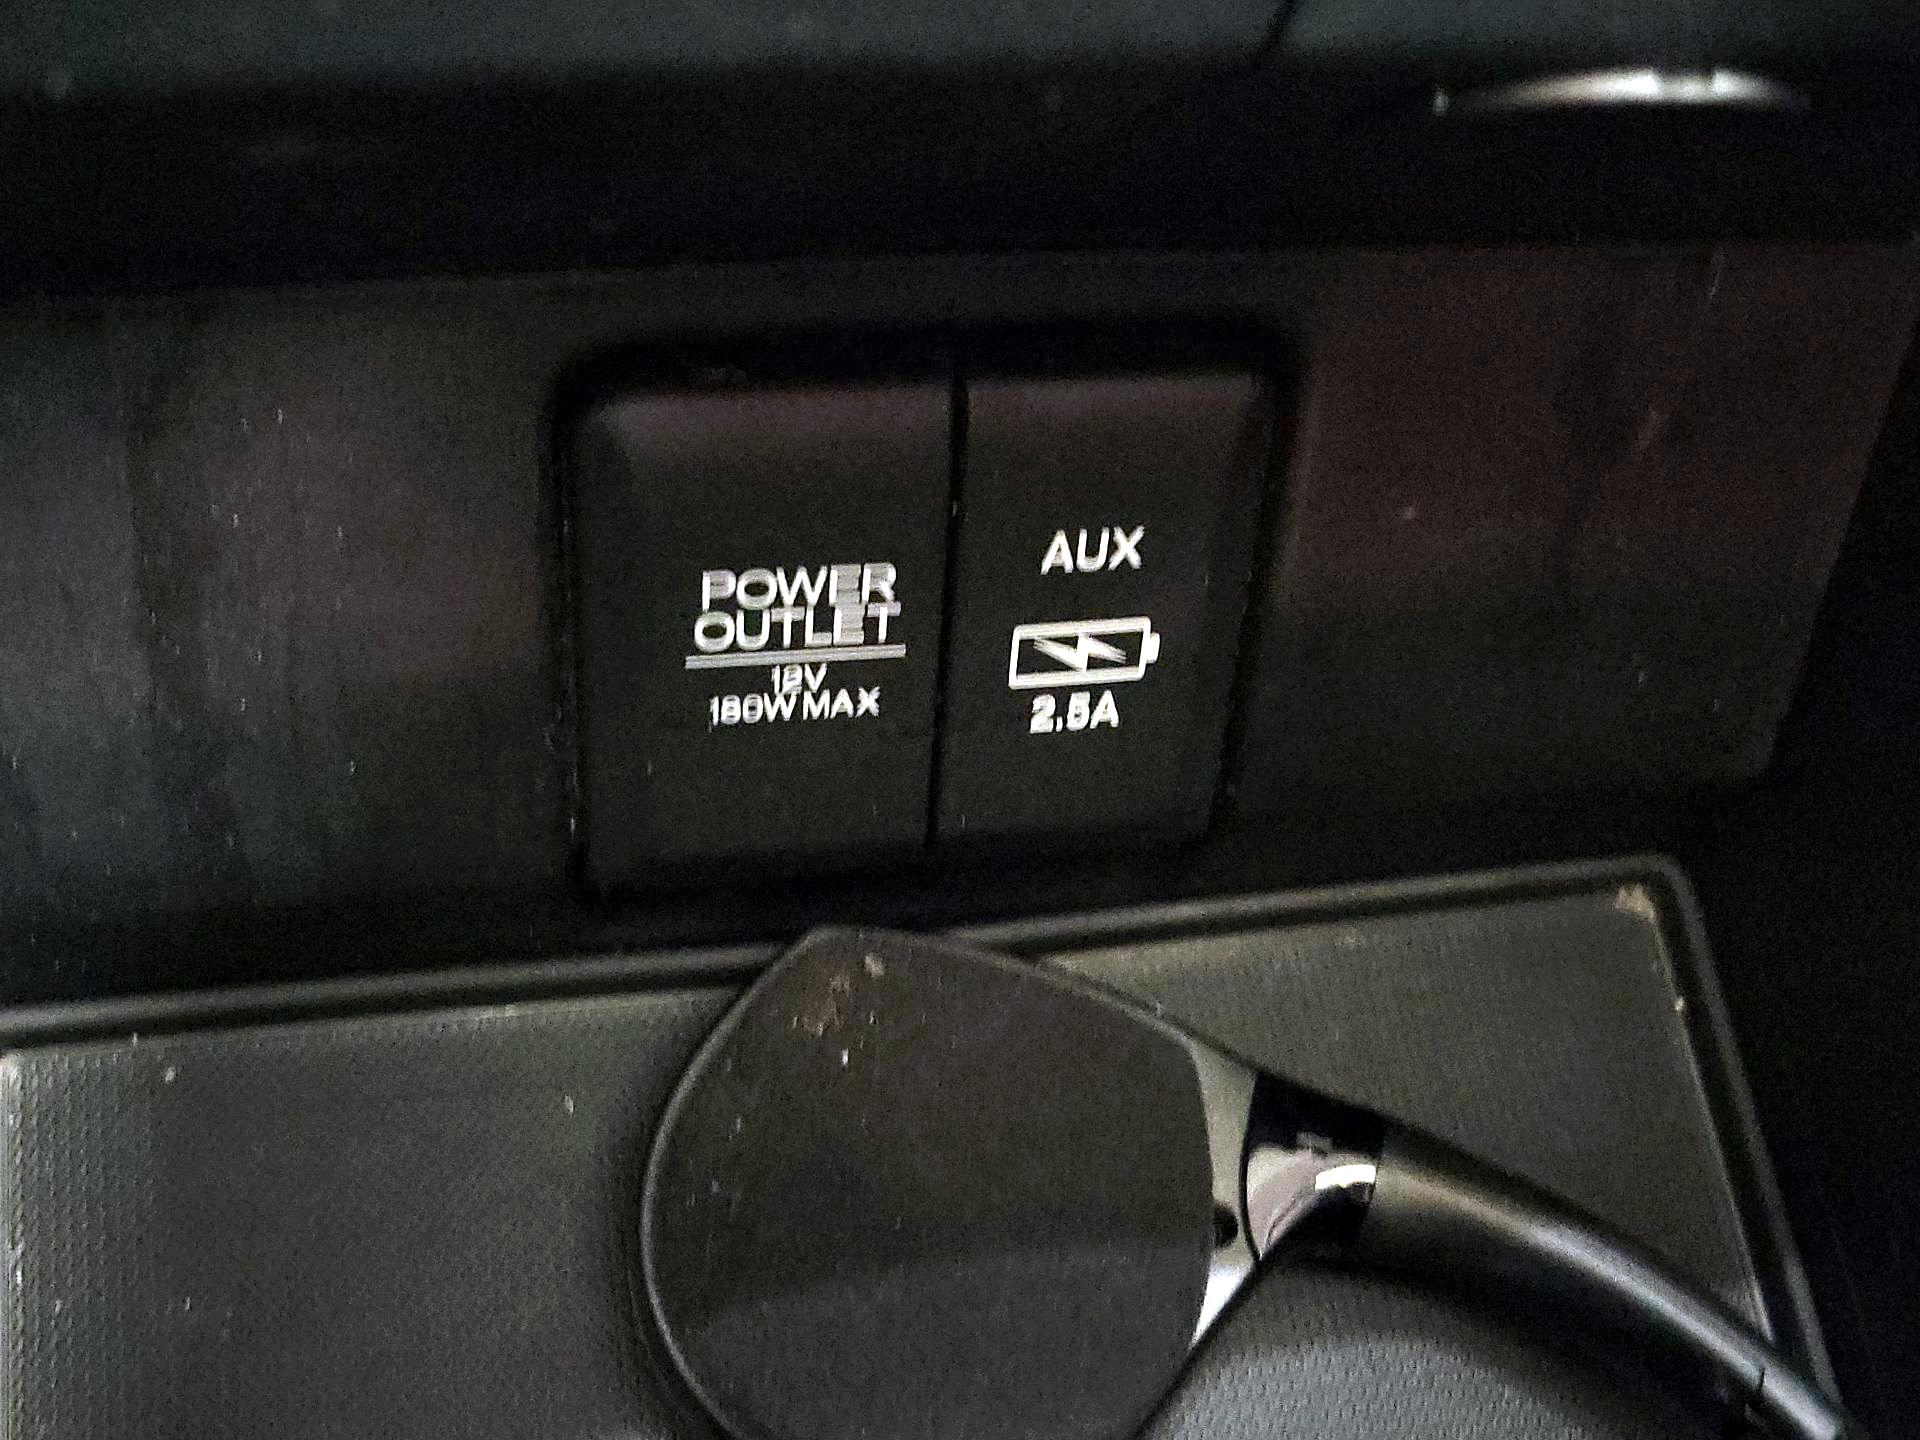 POWER
OUTLET
12V
180W MAX
AUX
2.5A